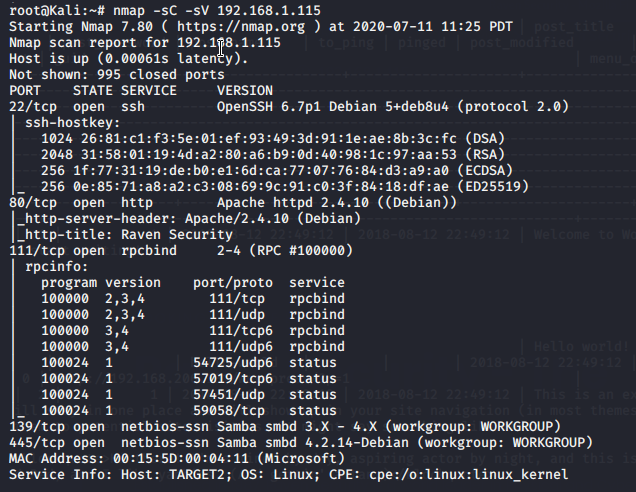 root@Kali:~# nmap -sC -sV 192.168.1.115
Starting Nmap 7.80 ( https://nmap.org ) at 2020-07-11 11:25 PDT
Nmap scan report for 192.168.1.115
Host is up (0.00061s latency).
Not shown: 995 closed ports
PORT    STATE SERVICE     VERSION
22/tcp  open  ssh         OpenSSH 6.7p1 Debian 5+deb8u4 (protocol 2.0)
| ssh-hostkey:
|   1024 26:81:c1:f3:5e:01:ef:93:49:3d:91:1e:ae:8b:3c:fc (DSA)
|   2048 31:58:01:19:4d:a2:80:a6:b9:0d:40:98:1c:97:aa:53 (RSA)
|   256 1f:77:31:19:de:b0:e1:6d:ca:77:07:76:84:d3:a9:a0 (ECDSA)
|_  256 0e:85:71:a8:a2:c3:08:69:9c:91:c0:3f:84:18:df:ae (ED25519)
80/tcp  open  http        Apache httpd 2.4.10 ((Debian))
|_http-server-header: Apache/2.4.10 (Debian)
|_http-title: Raven Security
111/tcp open  rpcbind     2-4 (RPC #100000)
| rpcinfo:
|   program version    port/proto  service
|   100000  2,3,4        111/tcp   rpcbind
|   100000  2,3,4        111/udp   rpcbind
|   100000  3,4          111/tcp6  rpcbind
|   100000  3,4          111/udp6  rpcbind
|   100024  1          54725/udp6  status
|   100024  1          57019/tcp6  status
|   100024  1          57451/udp   status
|_  100024  1          59058/tcp   status
139/tcp open  netbios-ssn Samba smbd 3.X - 4.X (workgroup: WORKGROUP)
445/tcp open  netbios-ssn Samba smbd 4.2.14-Debian (workgroup: WORKGROUP)
MAC Address: 00:15:5D:00:04:11 (Microsoft)
Service Info: Host: TARGET2; OS: Linux; CPE: cpe:/o:linux:linux_kernel